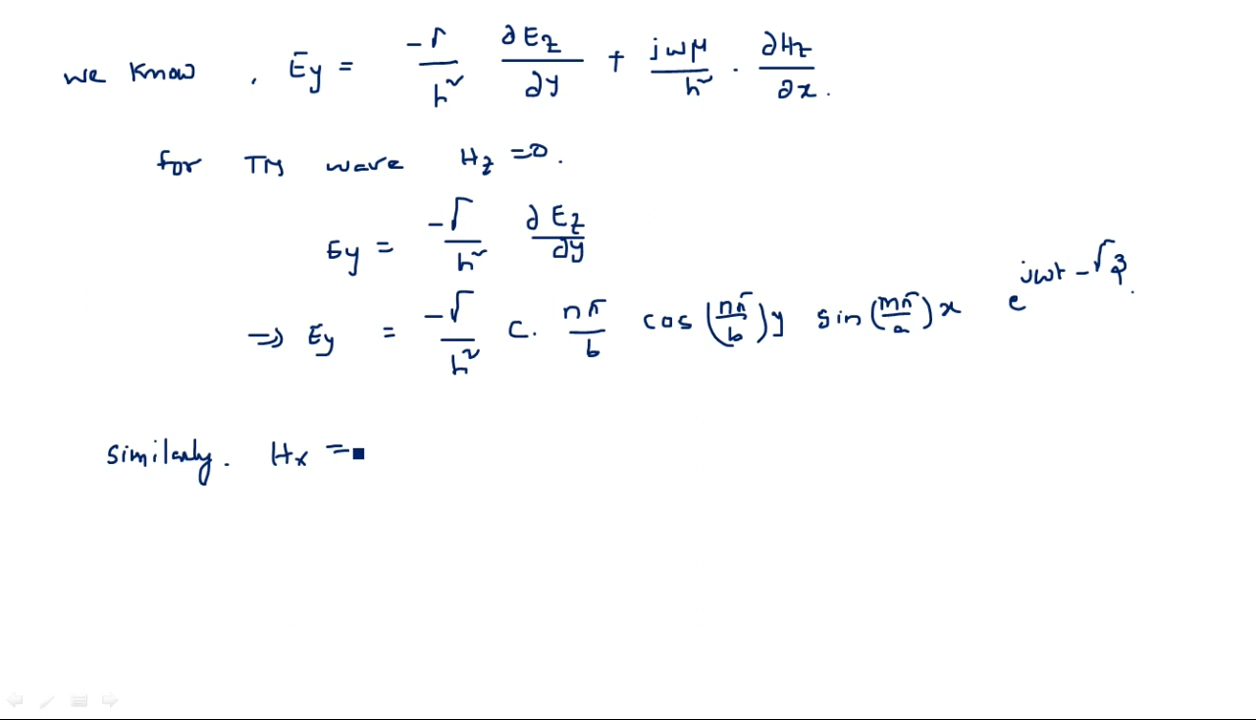 we know , Ey = -Γ/h² ∂Ez/∂y + jωμ/h² . ∂Hz/∂x .
for TM wave Hz =0.
Ey = -Γ/h² ∂Ez/∂y
=> Ey = -Γ/h² C. nπ/b cos (nπ/b)y sin (mπ/a)x e^(jωt - Γz) .
similarly. Hx =